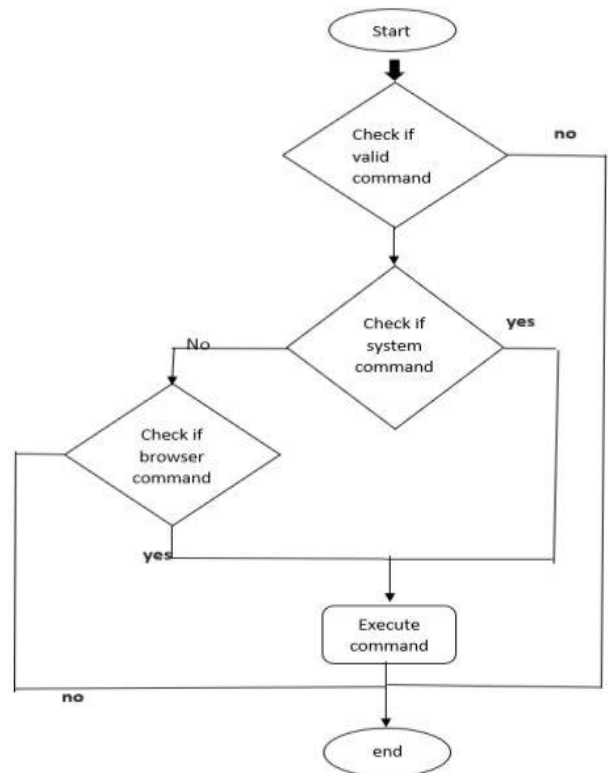 Start
Check if
valid
command
no
Check if
system
command
yes
No
Check if
browser
command
yes
Execute
command
no
end